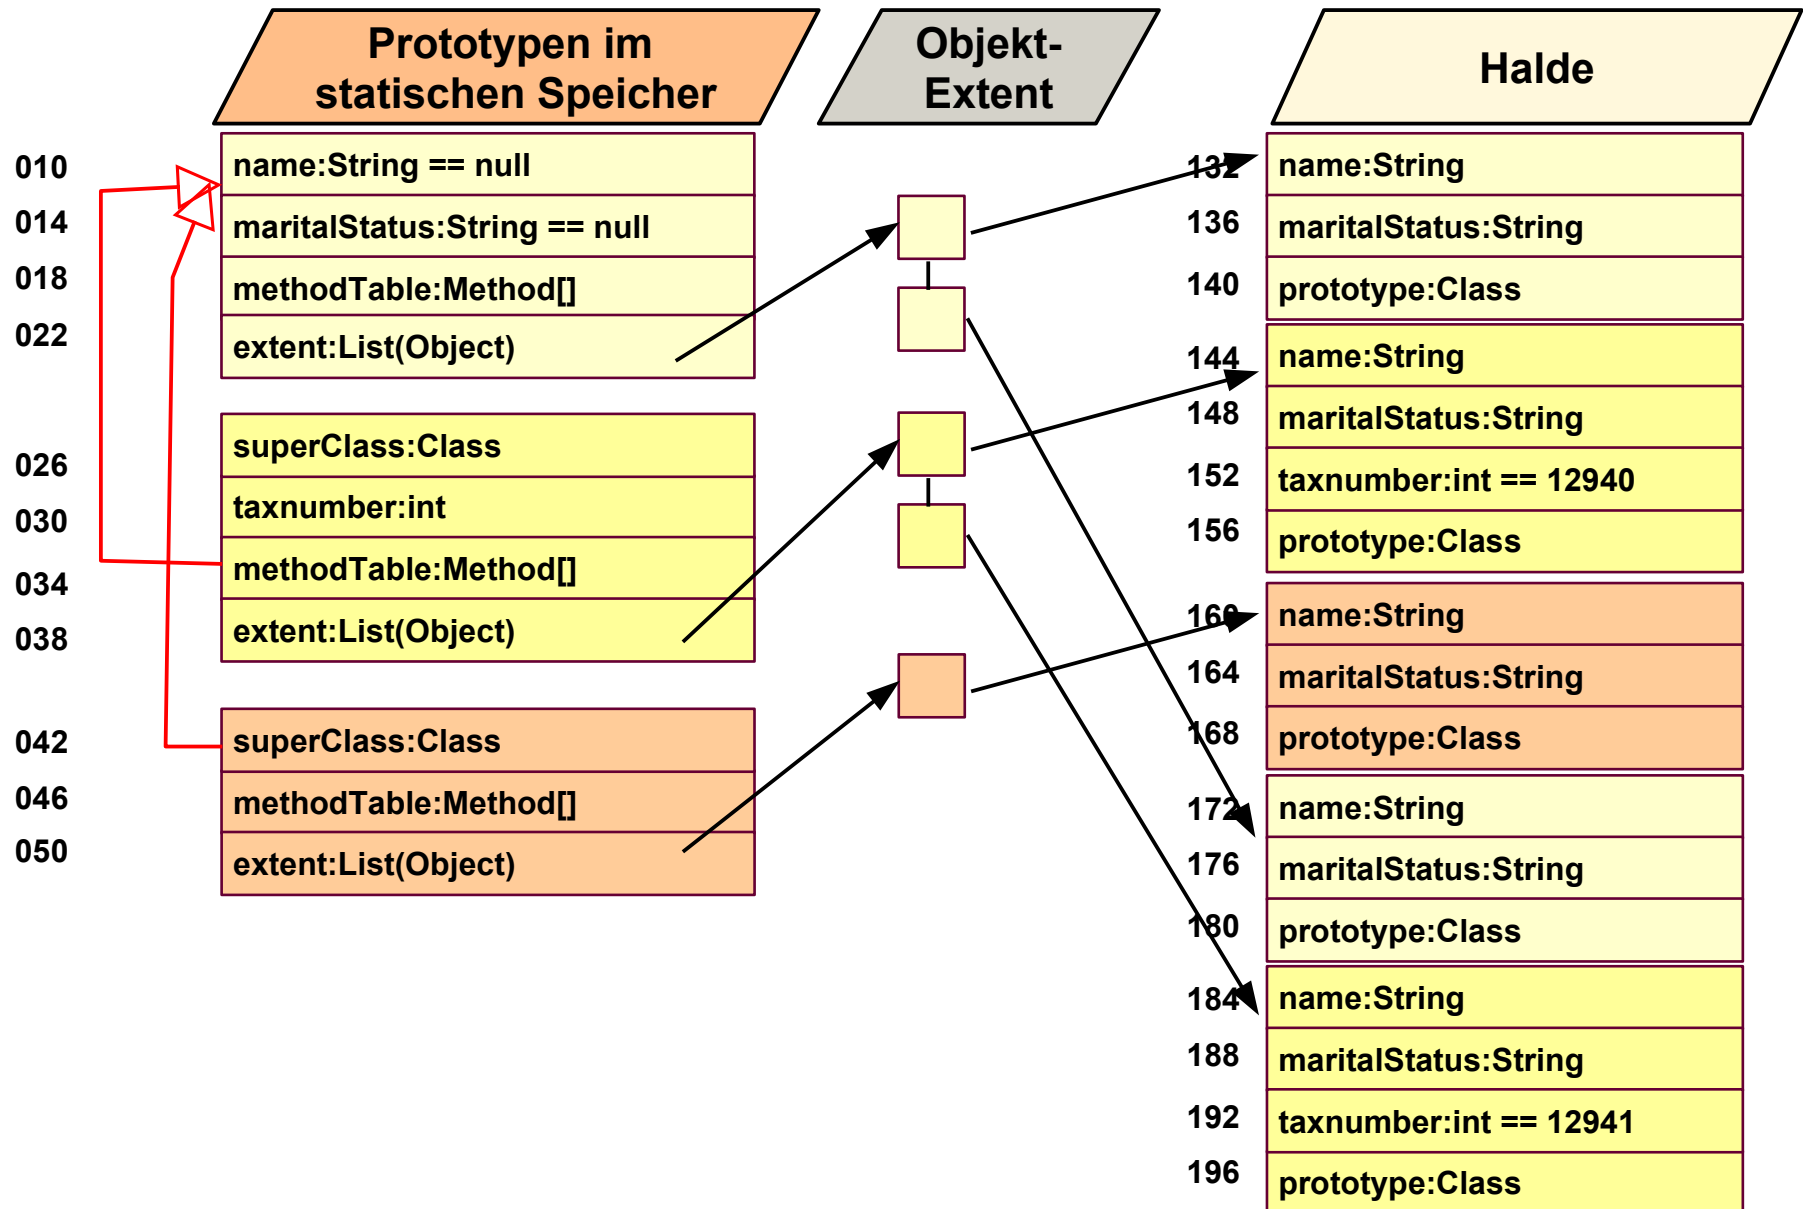 Prototypen im
statischen Speicher
Objekt-
Extent
Halde
010
name:String == null
014
maritalStatus:String == null
018
methodTable:Method[]
022
extent:List(Object)
026
superClass:Class
030
taxnumber:int
034
methodTable:Method[]
038
extent:List(Object)
042
superClass:Class
046
methodTable:Method[]
050
extent:List(Object)
132
name:String
136
maritalStatus:String
140
prototype:Class
144
name:String
148
maritalStatus:String
152
taxnumber:int == 12940
156
prototype:Class
160
name:String
164
maritalStatus:String
168
prototype:Class
172
name:String
176
maritalStatus:String
180
prototype:Class
184
name:String
188
maritalStatus:String
192
taxnumber:int == 12941
196
prototype:Class